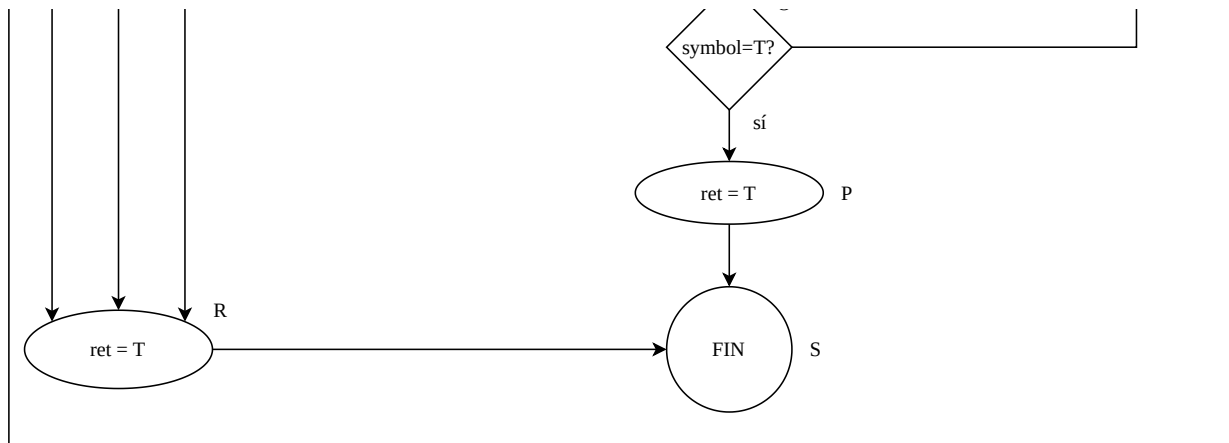 symbol=T?
sí
ret = T
P
R
ret = T
FIN
S